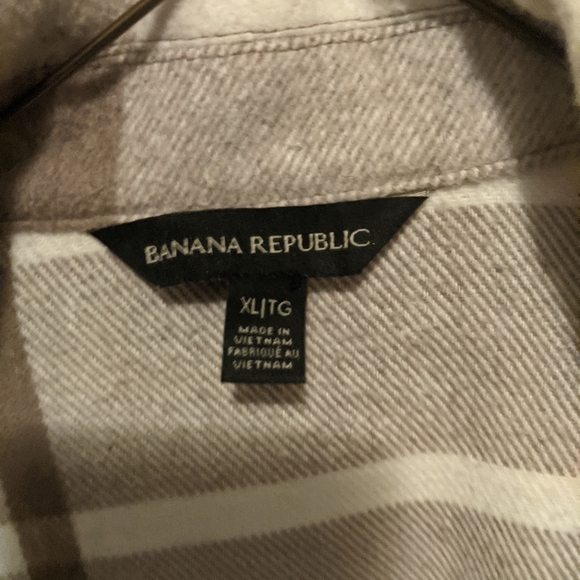 BANANA REPUBLIC
XL|TG
MADE IN
VIETNAM
FABRIQUÉ AU
VIETNAM